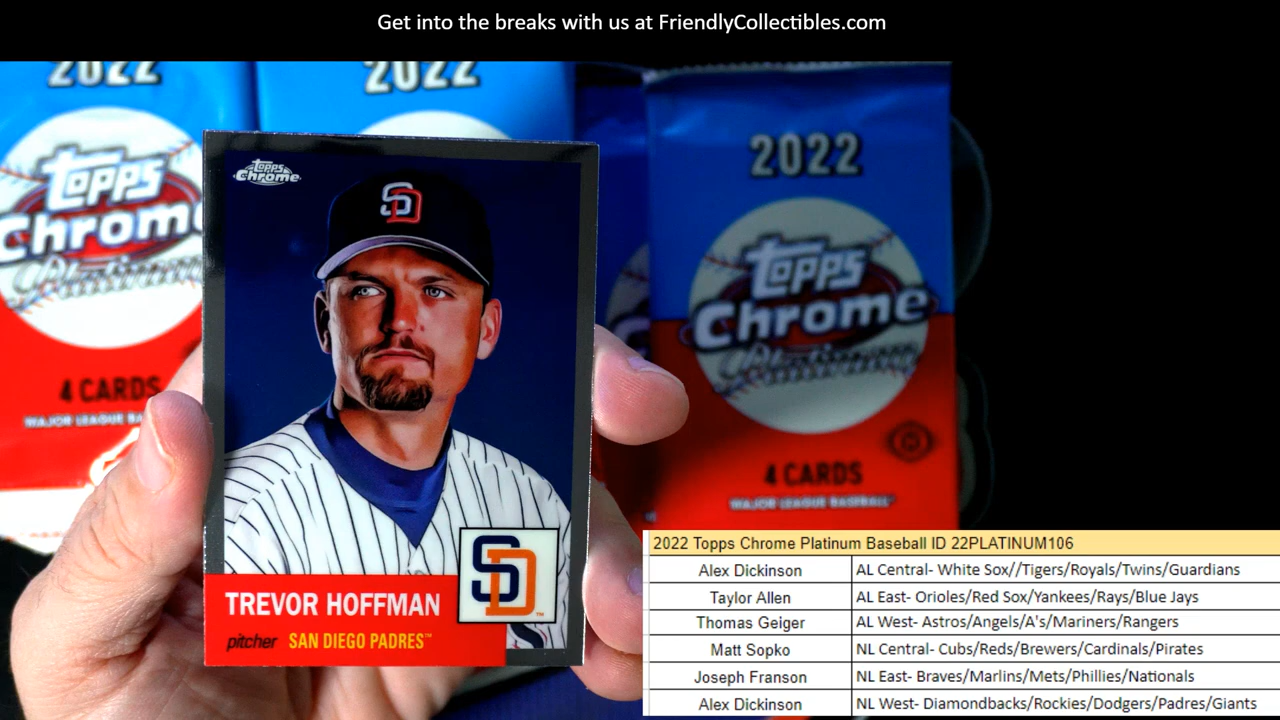 Get into the breaks with us at FriendlyCollectibles.com
2022
2022
2022
Topps
Chrome
Platinum
4 CARDS
MAJOR LEAGUE BA
Topps
Chrome
SD
SD
TREVOR HOFFMAN
pitcher SAN DIEGO PADRES™
Topps
Chrome
Platinum
4 CARDS
MAJOR LEAGUE BASEBALL
2022 Topps Chrome Platinum Baseball ID 22PLATINUM106
Alex Dickinson AL Central- White Sox//Tigers/Royals/Twins/Guardians
Taylor Allen AL East- Orioles/Red Sox/Yankees/Rays/Blue Jays
Thomas Geiger AL West- Astros/Angels/A's/Mariners/Rangers
Matt Sopko NL Central- Cubs/Reds/Brewers/Cardinals/Pirates
Joseph Franson NL East- Braves/Marlins/Mets/Phillies/Nationals
Alex Dickinson NL West- Diamondbacks/Rockies/Dodgers/Padres/Giants